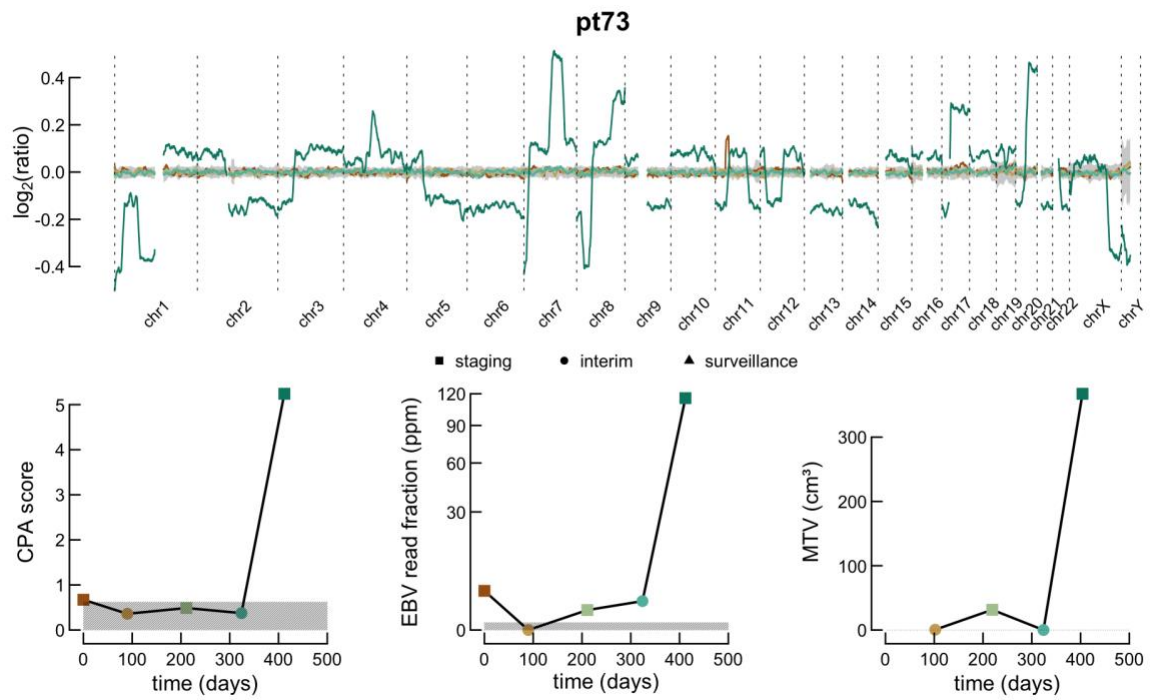 pt73
log2(ratio)
0.4
0.2
0.0
-0.2
-0.4
chr1
chr2
chr3
chr4
chr5
chr6
chr7
chr8
chr9
chr10
chr11
chr12
chr13
chr14
chr15
chr16
chr17
chr18
chr19
chr20
chr21
chr22
chrX
chrY
staging interim surveillance
CPA score
5
4
3
2
1
0
0 100 200 300 400 500
time (days)
EBV read fraction (ppm)
120
90
60
30
0
0 100 200 300 400 500
time (days)
MTV (cm³)
300
200
100
0
0 100 200 300 400 500
time (days)